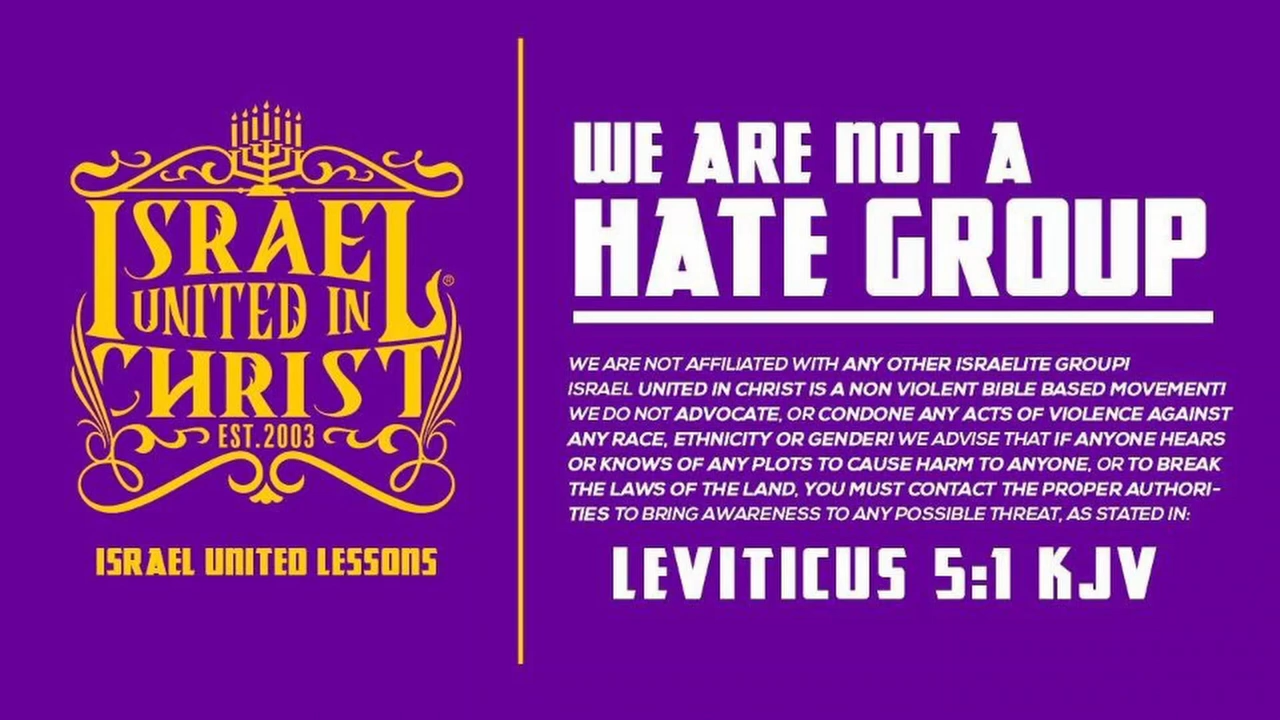 ISRAEL
UNITED IN
CHRIST
EST.2003
®
ISRAEL UNITED LESSONS
WE ARE NOT A
HATE GROUP
WE ARE NOT AFFILIATED WITH ANY OTHER ISRAELITE GROUP!
ISRAEL UNITED IN CHRIST IS A NON VIOLENT BIBLE BASED MOVEMENT!
WE DO NOT ADVOCATE, OR CONDONE ANY ACTS OF VIOLENCE AGAINST
ANY RACE, ETHNICITY OR GENDER! WE ADVISE THAT IF ANYONE HEARS
OR KNOWS OF ANY PLOTS TO CAUSE HARM TO ANYONE, OR TO BREAK
THE LAWS OF THE LAND, YOU MUST CONTACT THE PROPER AUTHORI-
TIES TO BRING AWARENESS TO ANY POSSIBLE THREAT, AS STATED IN:
LEVITICUS 5:1 KJV